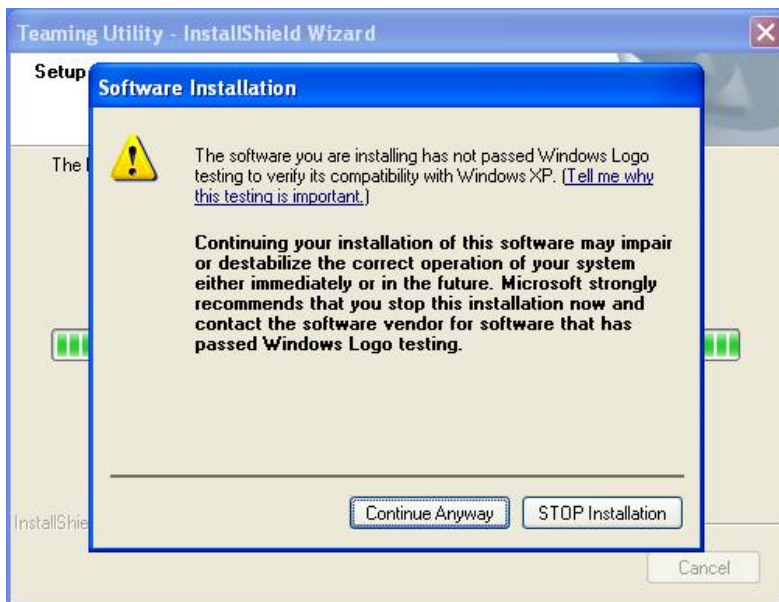 Teaming Utility - InstallShield Wizard
Setup
Software Installation
The
The software you are installing has not passed Windows Logo
testing to verify its compatibility with Windows XP. (Tell me why
this testing is important.)
Continuing your installation of this software may impair
or destabilize the correct operation of your system
either immediately or in the future. Microsoft strongly
recommends that you stop this installation now and
contact the software vendor for software that has
passed Windows Logo testing.
Continue Anyway
STOP Installation
InstallShie
Cancel